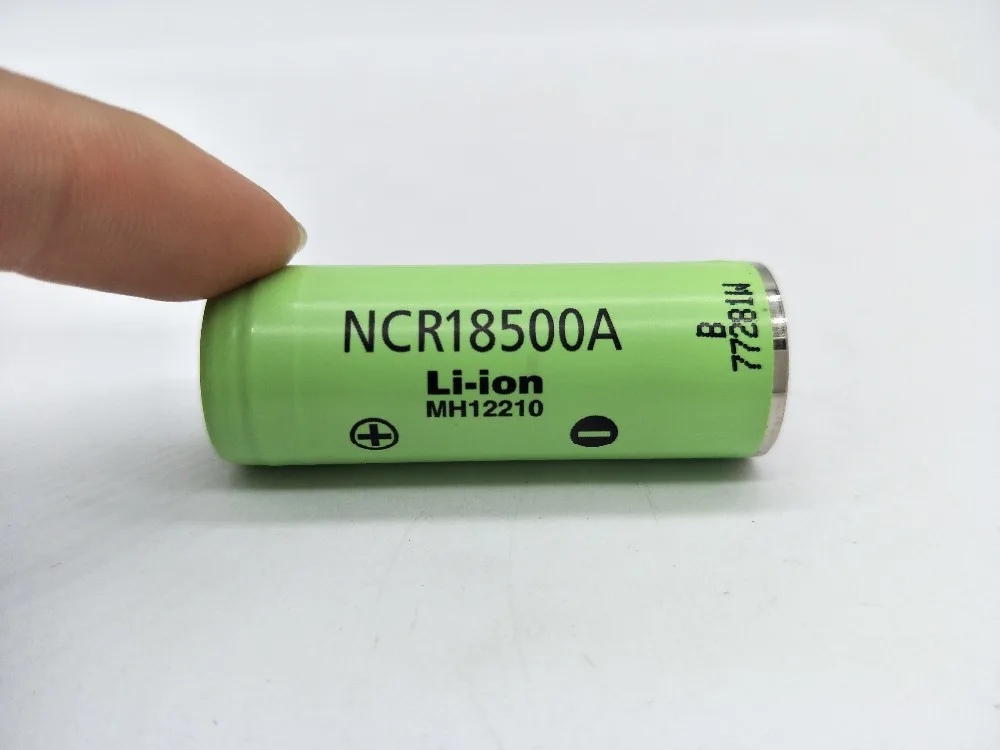 NCR18500A
Li-ion
MH12210
B
77281W